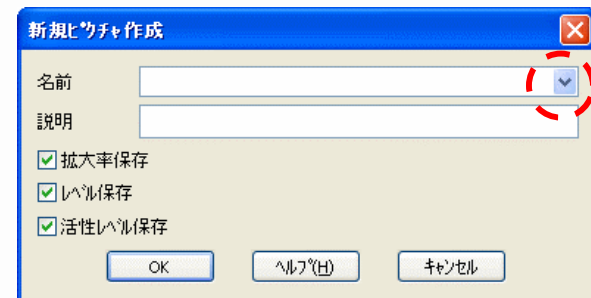 新規ﾋﾟｸﾁｬ作成
名前
説明
拡大率保存
ﾚﾍﾞﾙ保存
活性ﾚﾍﾞﾙ保存
OK ﾍﾙﾌﾟ(H) ｷｬﾝｾﾙ